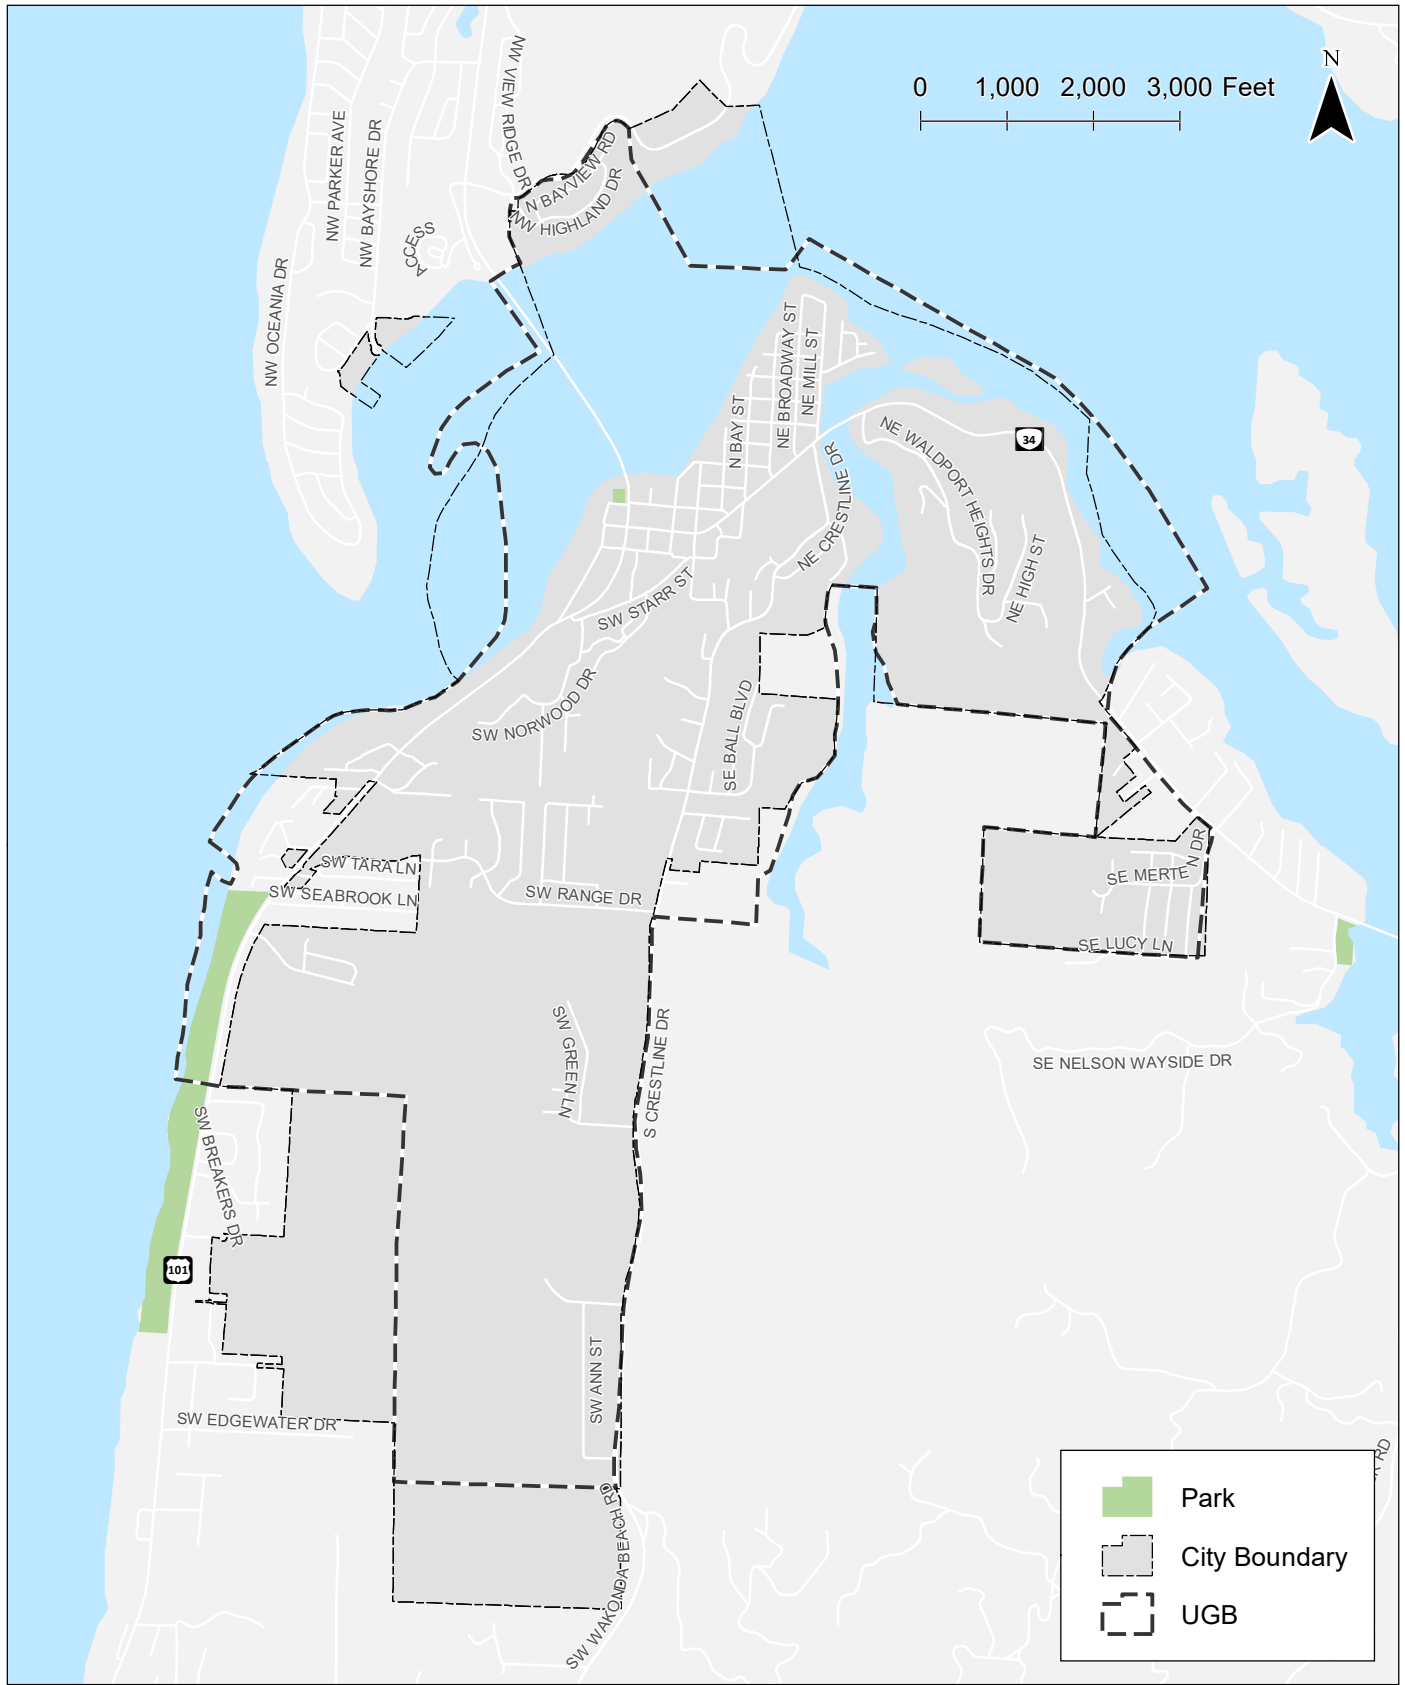 N
0 1,000 2,000 3,000 Feet
NW VIEW RIDGE DR
NW PARKER AVE
NW BAYSHORE DR
N BAYVIEW RD
NW HIGHLAND DR
ACCESS
NW OCEANIA DR
NE BROADWAY ST
NE MILL ST
N BAY ST
NE WALDPORT HEIGHTS DR
34
NE CRESTLINE DR
NE HIGH ST
SW STARR ST
SW NORWOOD DR
SE BALL BLVD
SW TARA LN
SW SEABROOK LN
SW RANGE DR
SE MERTEN DR
SE LUCY LN
SW GREEN LN
S CRESTLINE DR
SE NELSON WAYSIDE DR
SW BREAKERS DR
101
SW ANN ST
SW EDGEWATER DR
SW WAKONDA BEACH RD
RD
Park
City Boundary
UGB